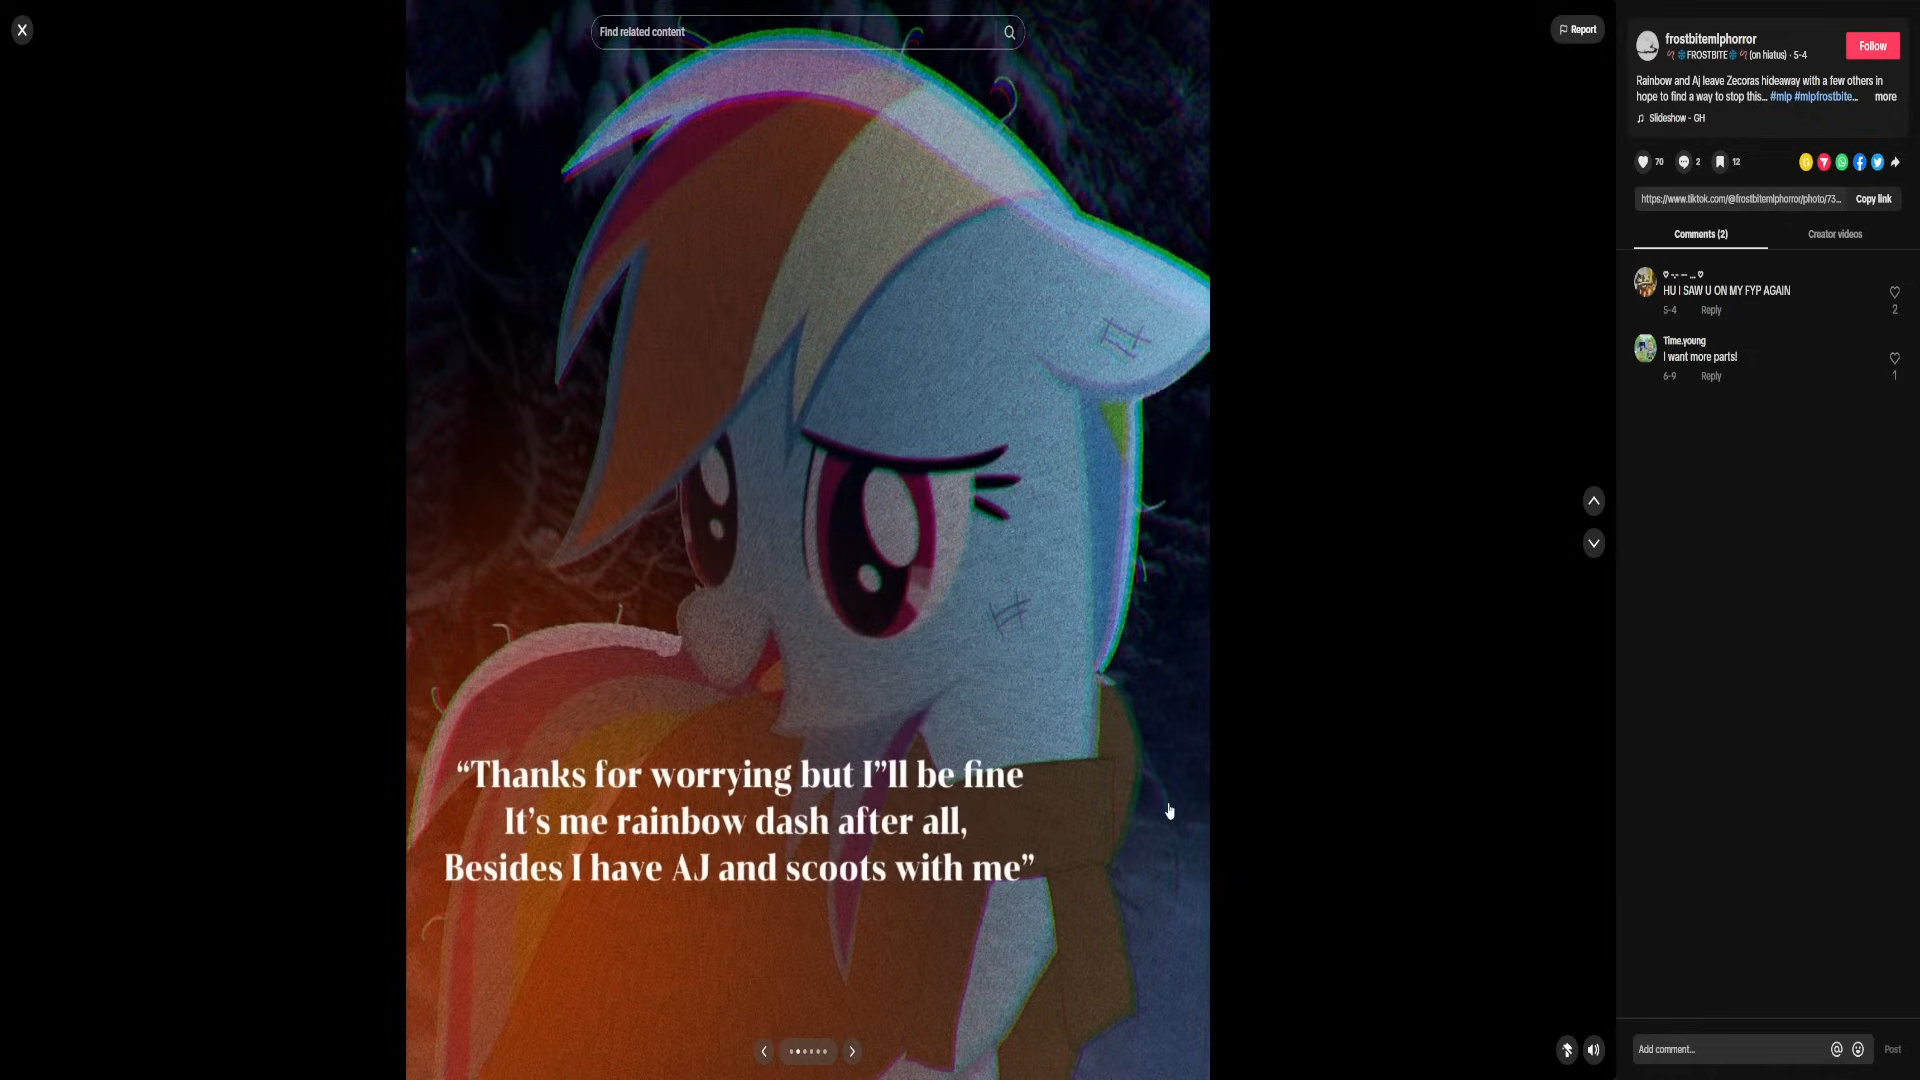 Find related content
Report
frostbitemlphorror
FROSTBITE (on hiatus) · 5-4
Follow
Rainbow and Aj leave Zecoras hideaway with a few others in
hope to find a way to stop this... #mlp #mlpfrostbite... more
Slideshow - GH
70
2
12
https://www.tiktok.com/@frostbitemlphorror/photo/73...
Copy link
Comments (2)
Creator videos
HU I SAW U ON MY FYP AGAIN
5-4 Reply
2
Time.young
I want more parts!
6-9 Reply
1
“Thanks for worrying but I”ll be fine
It’s me rainbow dash after all,
Besides I have AJ and scoots with me”
Add comment...
Post